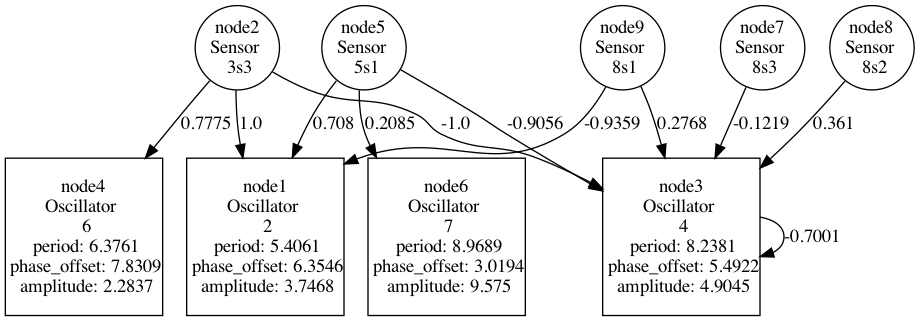 node2
Sensor
3s3
node5
Sensor
5s1
node9
Sensor
8s1
node7
Sensor
8s3
node8
Sensor
8s2
0.7775
1.0
0.708
0.2085
-1.0
-0.9056
-0.9359
0.2768
-0.1219
0.361
node4
Oscillator
6
period: 6.3761
phase_offset: 7.8309
amplitude: 2.2837
node1
Oscillator
2
period: 5.4061
phase_offset: 6.3546
amplitude: 3.7468
node6
Oscillator
7
period: 8.9689
phase_offset: 3.0194
amplitude: 9.575
node3
Oscillator
4
period: 8.2381
phase_offset: 5.4922
amplitude: 4.9045
-0.7001